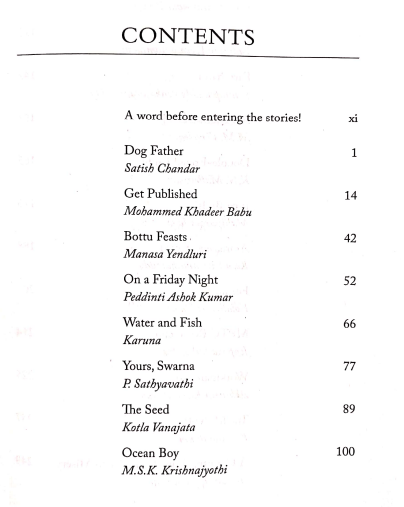 CONTENTS
A word before entering the stories! xi
Dog Father 1
Satish Chandar
Get Published 14
Mohammed Khadeer Babu
Bottu Feasts 42
Manasa Yendluri
On a Friday Night 52
Peddinti Ashok Kumar
Water and Fish 66
Karuna
Yours, Swarna 77
P. Sathyavathi
The Seed 89
Kotla Vanajata
Ocean Boy 100
M.S.K. Krishnajyothi